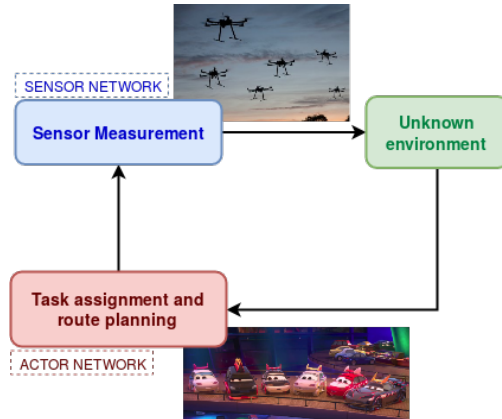 SENSOR NETWORK
Sensor Measurement
Unknown
environment
Task assignment and
route planning
ACTOR NETWORK